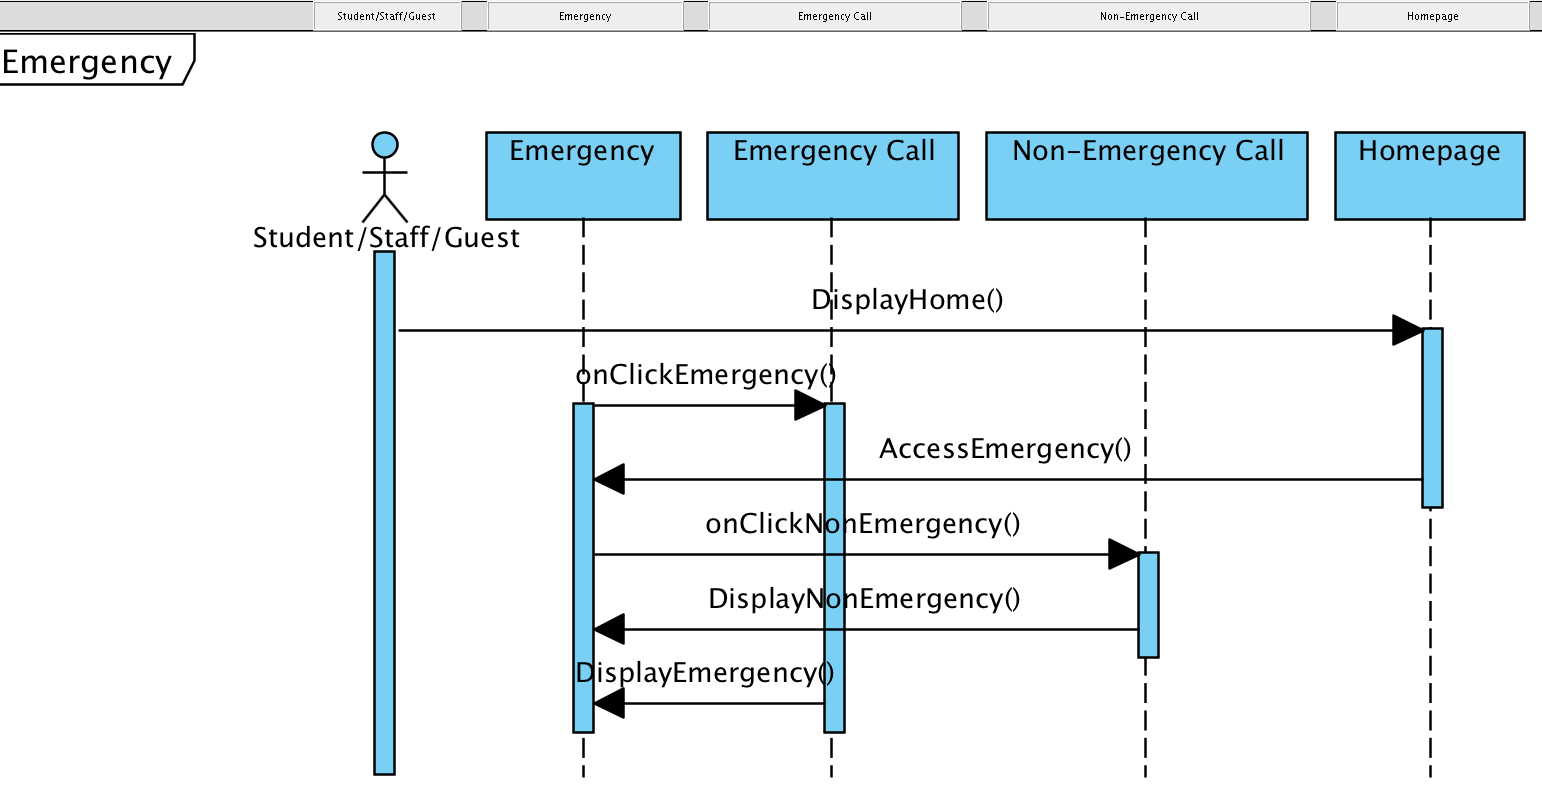 Student/Staff/Guest
Emergency
Emergency Call
Non-Emergency Call
Homepage
Emergency
Emergency
Emergency Call
Non-Emergency Call
Homepage
Student/Staff/Guest
DisplayHome()
onClickEmergency()
AccessEmergency()
onClickNonEmergency()
DisplayNonEmergency()
DisplayEmergency()